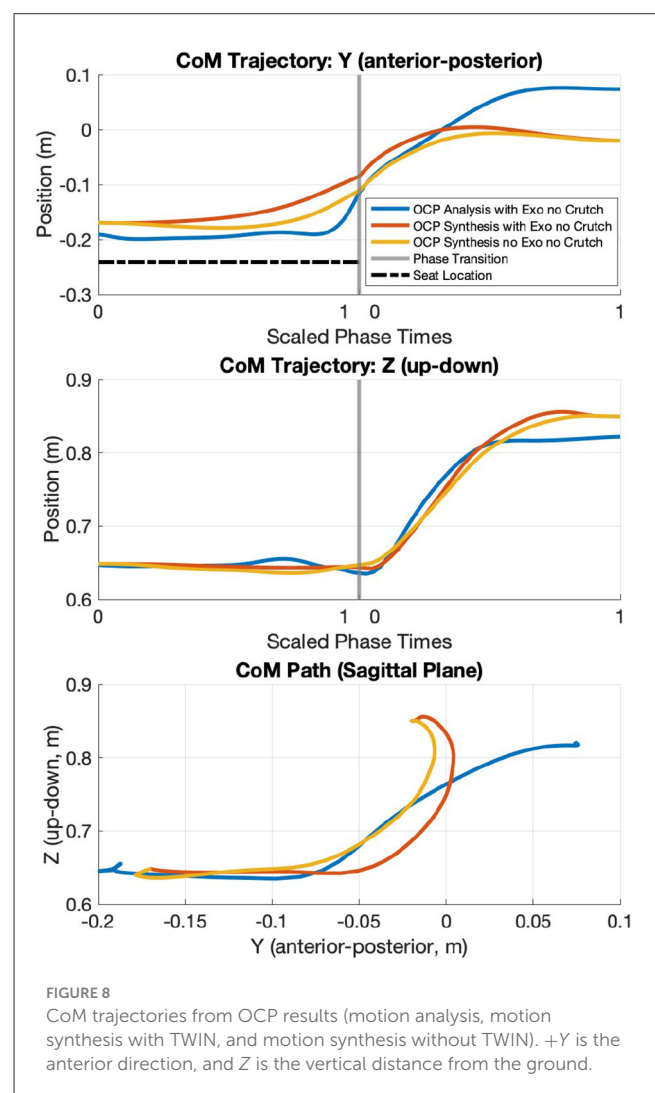 CoM Trajectory: Y (anterior-posterior)
0.1
0
-0.1
-0.2
-0.3
Position (m)
OCP Analysis with Exo no Crutch
OCP Synthesis with Exo no Crutch
OCP Synthesis no Exo no Crutch
Phase Transition
Seat Location
0 1 0 1
Scaled Phase Times
CoM Trajectory: Z (up-down)
0.9
0.8
0.7
0.6
Position (m)
0 1 0 1
Scaled Phase Times
CoM Path (Sagittal Plane)
0.9
0.8
0.7
0.6
Z (up-down, m)
-0.2 -0.15 -0.1 -0.05 0 0.05 0.1
Y (anterior-posterior, m)
FIGURE 8
CoM trajectories from OCP results (motion analysis, motion
synthesis with TWIN, and motion synthesis without TWIN). +Y is the
anterior direction, and Z is the vertical distance from the ground.